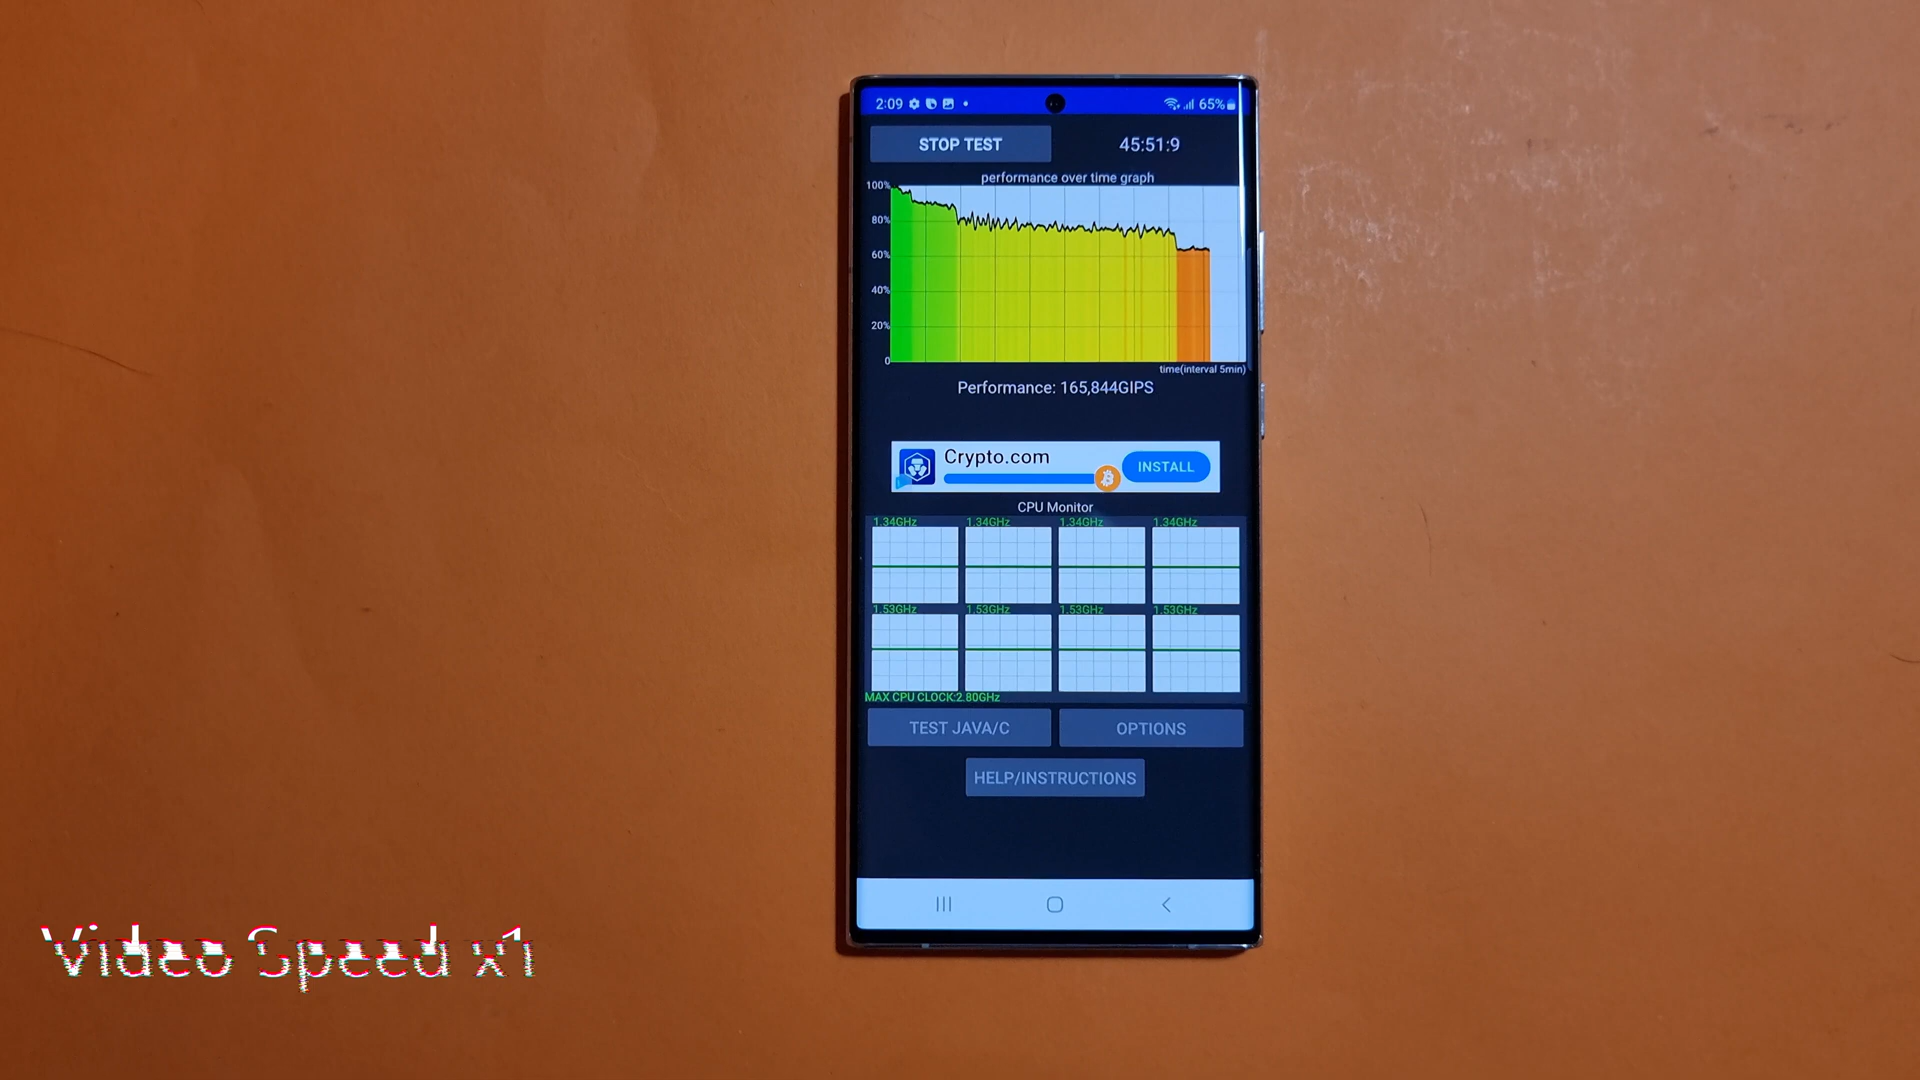 2:09 65%
STOP TEST 45:51:9
performance over time graph
100%
80%
60%
40%
20%
0
time(interval 5min)
Performance: 165,844GIPS
Crypto.com INSTALL
CPU Monitor
1.34GHz 1.34GHz 1.34GHz 1.34GHz
1.53GHz 1.53GHz 1.53GHz 1.53GHz
MAX CPU CLOCK:2.80GHz
TEST JAVA/C OPTIONS
HELP/INSTRUCTIONS
Video Speed x1